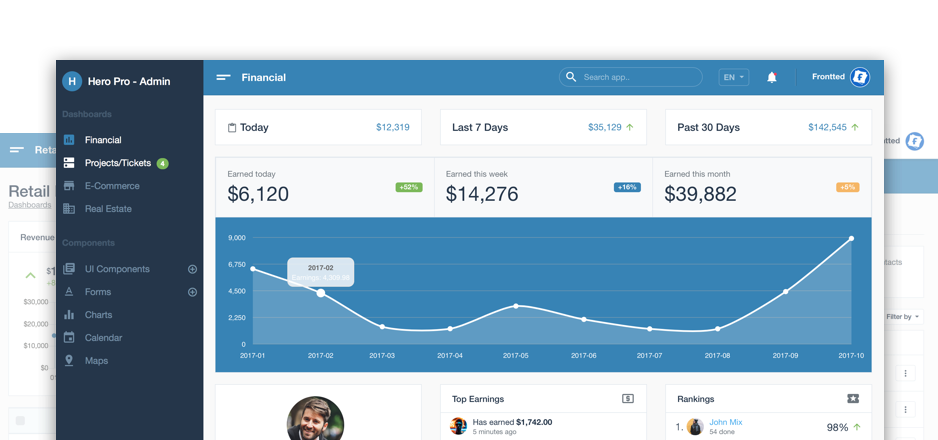 H Hero Pro - Admin
Financial
Search app..
EN
Frontted
Dashboards
Financial
Projects/Tickets 4
E-Commerce
Real Estate
Components
UI Components
Forms
Charts
Calendar
Maps
Today $12,319
Last 7 Days $35,129
Past 30 Days $142,545
Earned today
$6,120 +52%
Earned this week
$14,276 +16%
Earned this month
$39,882 +5%
9,000
6,750
4,500
2,250
0
2017-02
2017-01 2017-02 2017-03 2017-04 2017-05 2017-06 2017-07 2017-08 2017-09 2017-10
Top Earnings
Has earned $1,742.00
5 minutes ago
Rankings
1. John Mix
54 done
98%
Reta
Retail
Dashboards
Revenue
$1
$30,000
$20,000
$10,000
$0
tted
tacts
Filter by